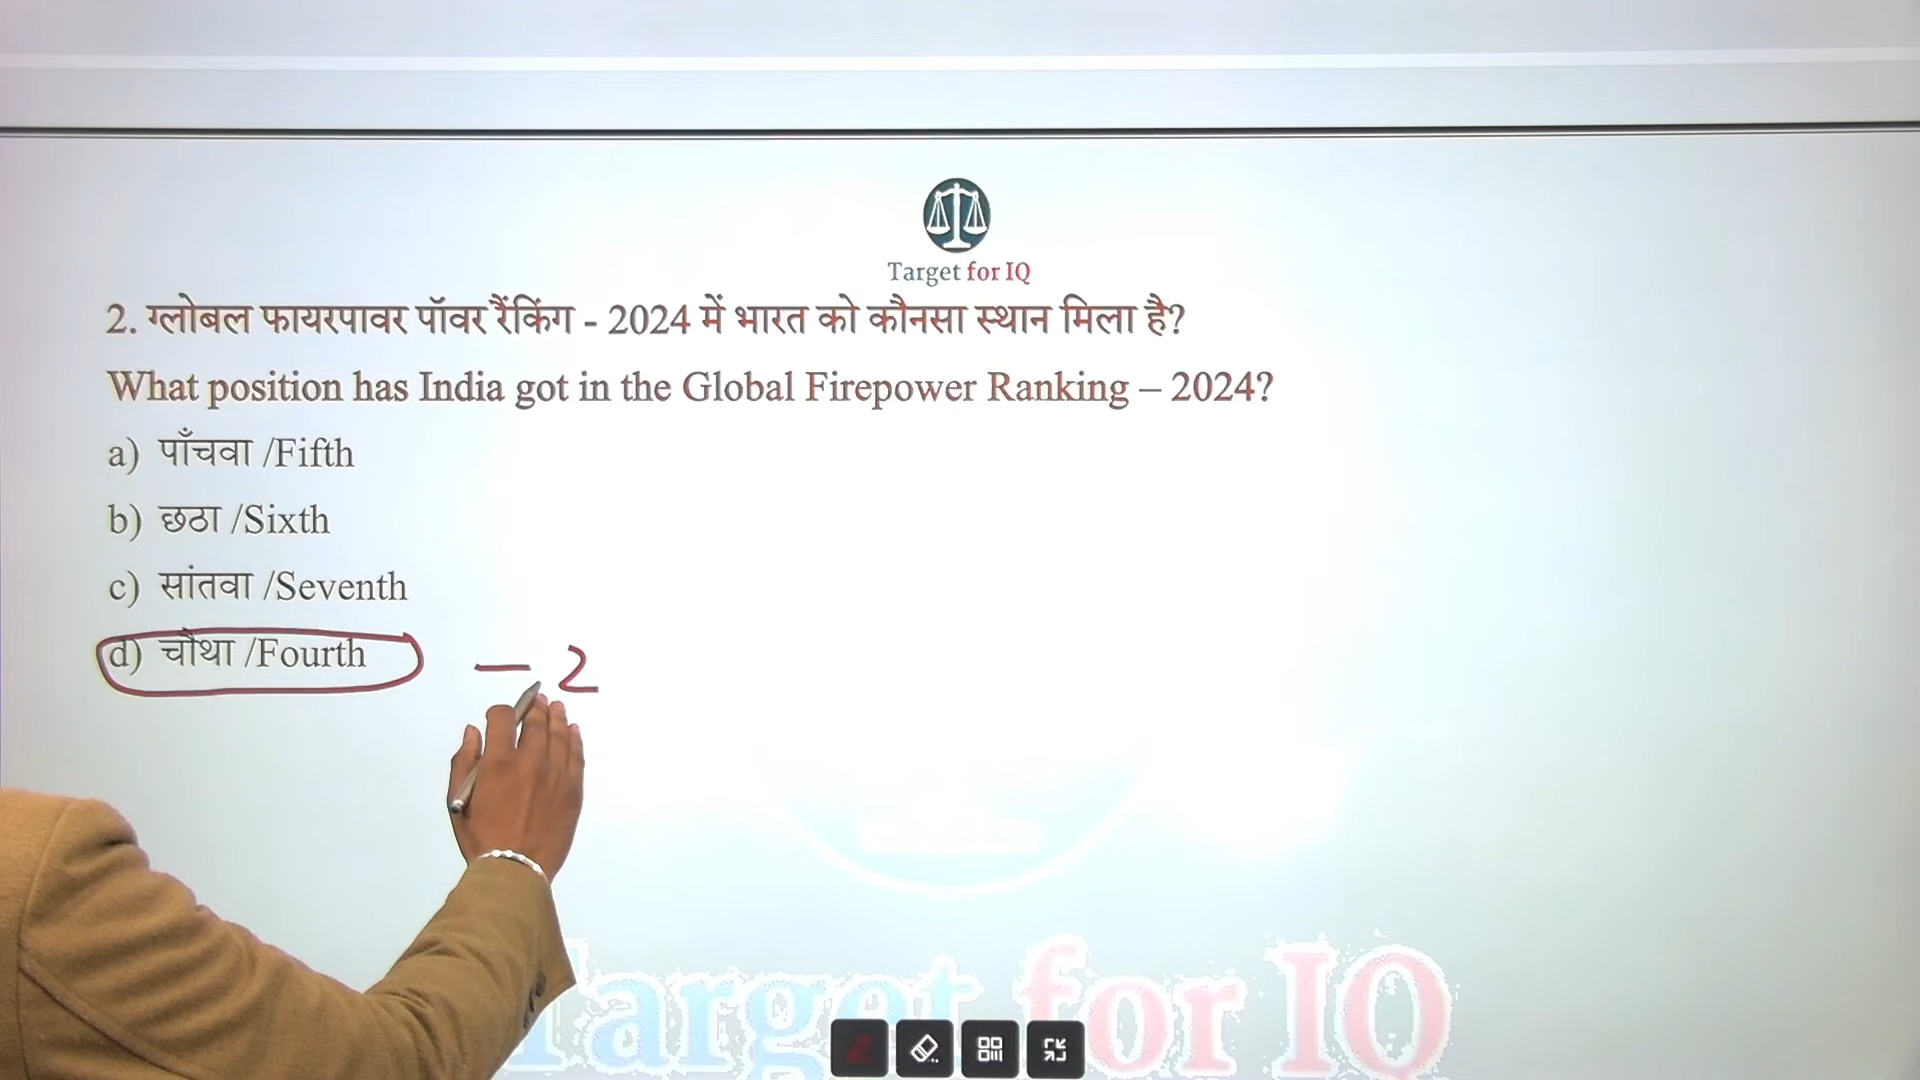 Target for IQ
2. ग्लोबल फायरपावर पॉवर रैंकिंग - 2024 में भारत को कौनसा स्थान मिला है?
What position has India got in the Global Firepower Ranking – 2024?
a) पाँचवा /Fifth
b) छठा /Sixth
c) सांतवा /Seventh
d) चौथा /Fourth — 2
Target for IQ